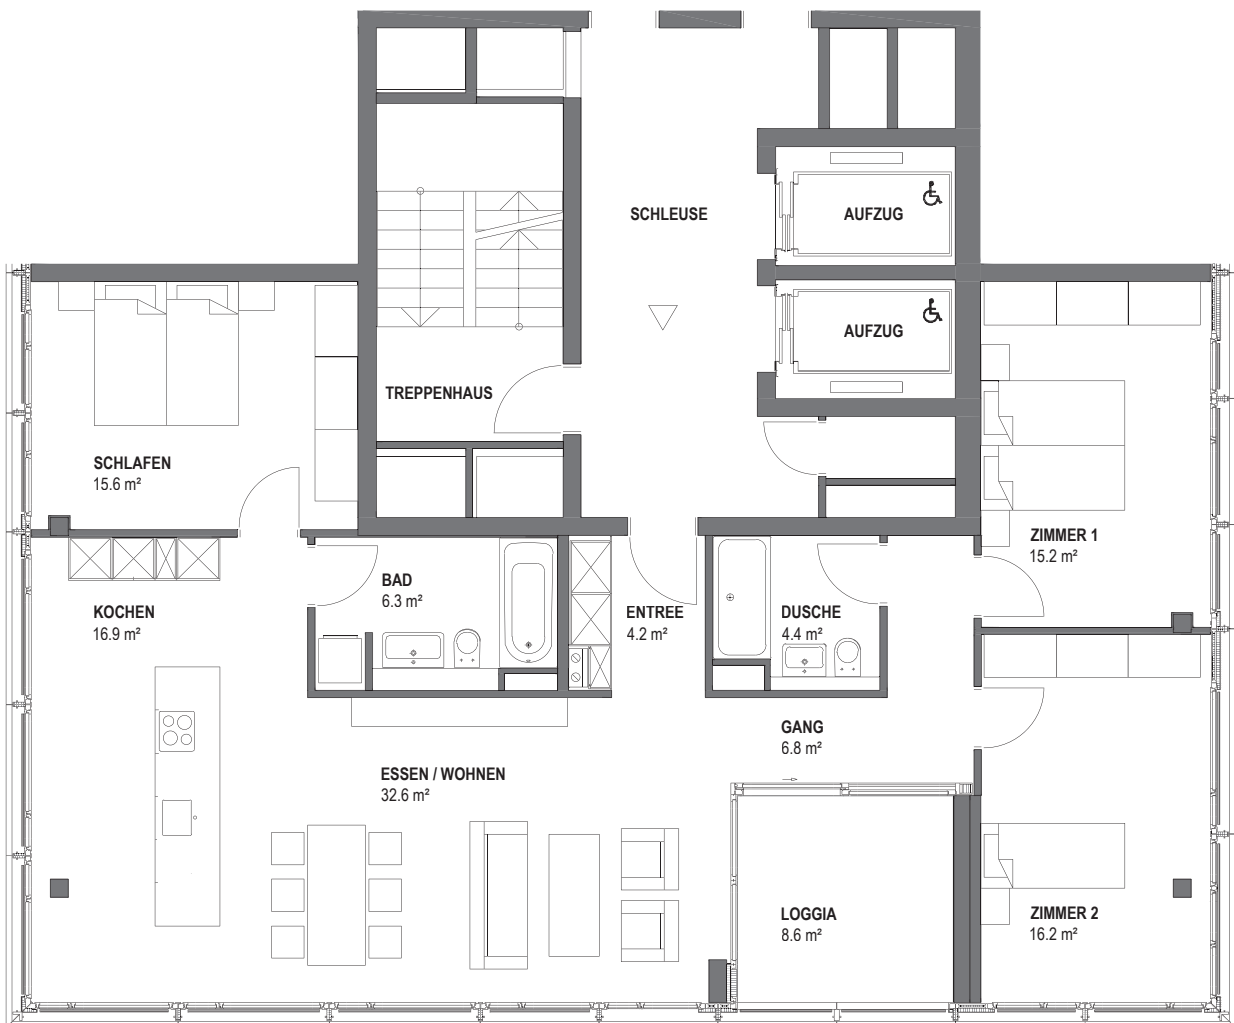 SCHLEUSE
AUFZUG
AUFZUG
TREPPENHAUS
SCHLAFEN
15.6 m²
ZIMMER 1
15.2 m²
KOCHEN
16.9 m²
BAD
6.3 m²
ENTREE
4.2 m²
DUSCHE
4.4 m²
GANG
6.8 m²
ESSEN / WOHNEN
32.6 m²
LOGGIA
8.6 m²
ZIMMER 2
16.2 m²